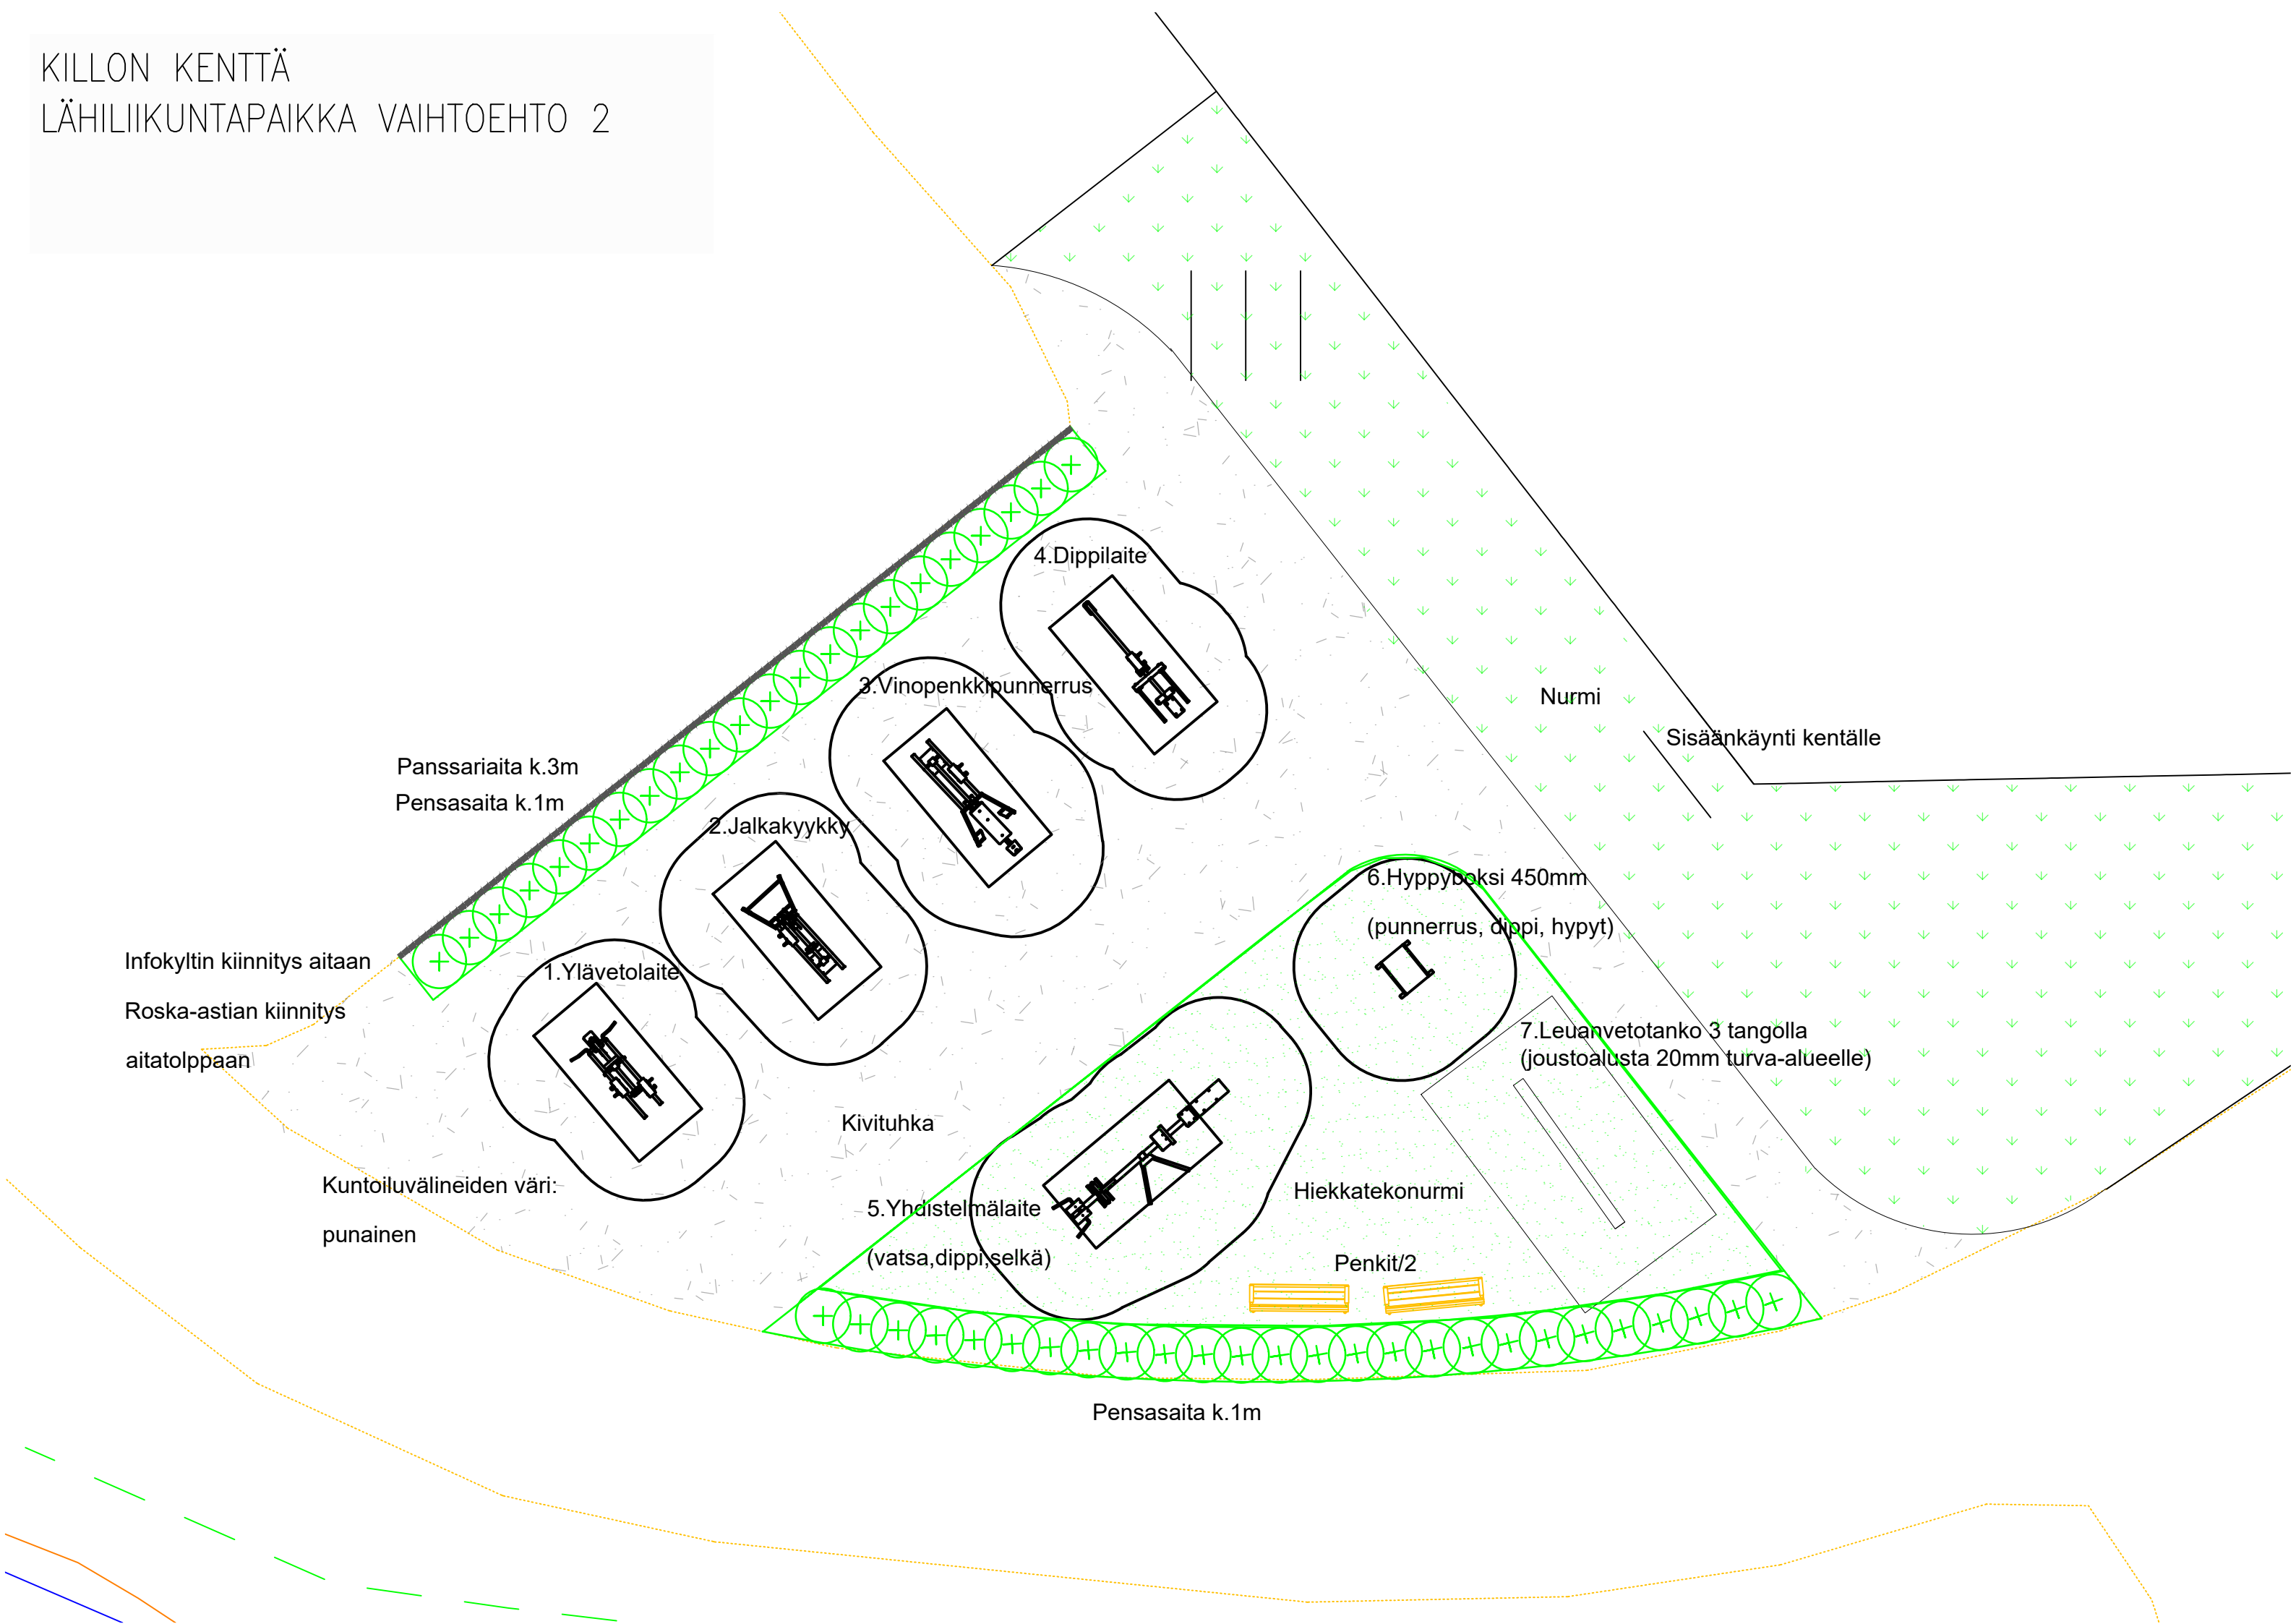 KILLON KENTTÄ
LÄHILIIKUNTAPAIKKA VAIHTOEHTO 2
4.Dippilaite
3.Vinopenkkipunnerrus
Nurmi
Sisäänkäynti kentälle
Panssariaita k.3m
Pensasaita k.1m
2.Jalkakyykky
6.Hyppyboksi 450mm
(punnerrus, dippi, hypyt)
Infokyltin kiinnitys aitaan
Roska-astian kiinnitys
aitatolppaan
1.Ylävetolaite
7.Leuanvetotanko 3 tangolla
(joustoalusta 20mm turva-alueelle)
Kivituhka
Kuntoiluvälineiden väri:
punainen
5.Yhdistelmälaite
(vatsa,dippi,selkä)
Hiekkatekonurmi
Penkit/2
Pensasaita k.1m